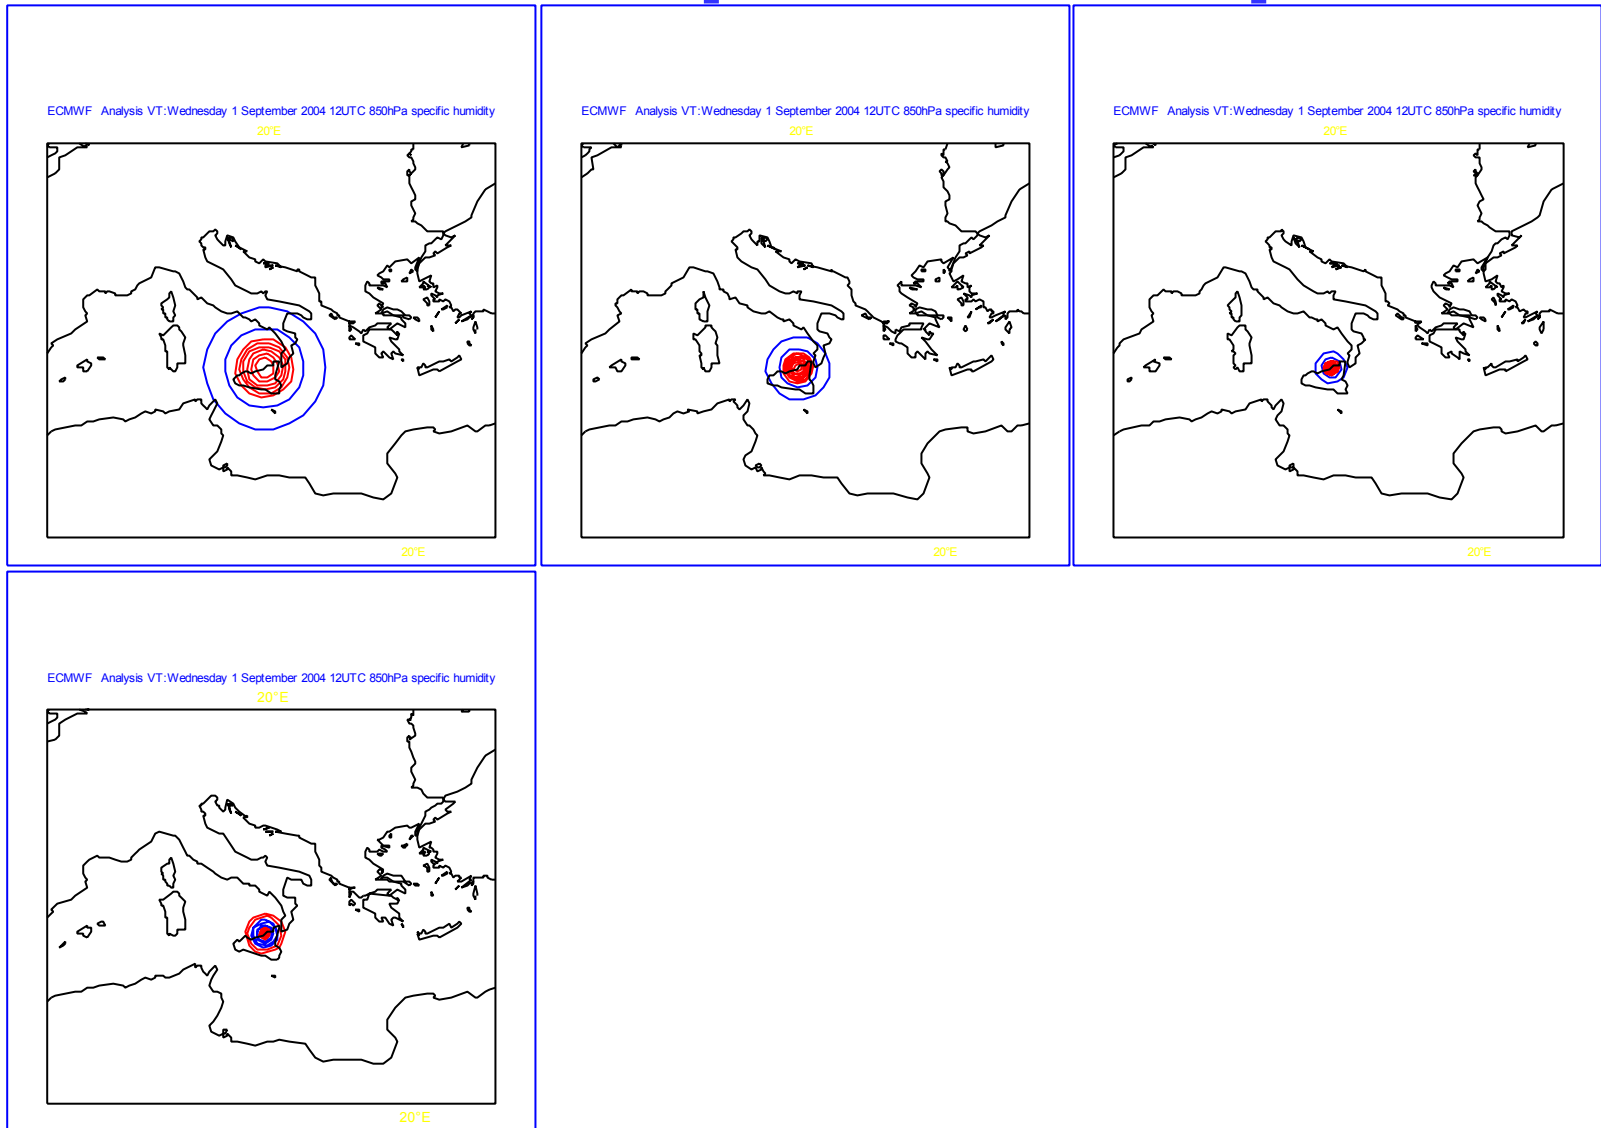 ECMWF Analysis VT:Wednesday 1 September 2004 12UTC 850hPa specific humidity
20°E
20°E
ECMWF Analysis VT:Wednesday 1 September 2004 12UTC 850hPa specific humidity
20°E
20°E
ECMWF Analysis VT:Wednesday 1 September 2004 12UTC 850hPa specific humidity
20°E
20°E
ECMWF Analysis VT:Wednesday 1 September 2004 12UTC 850hPa specific humidity
20°E
20°E